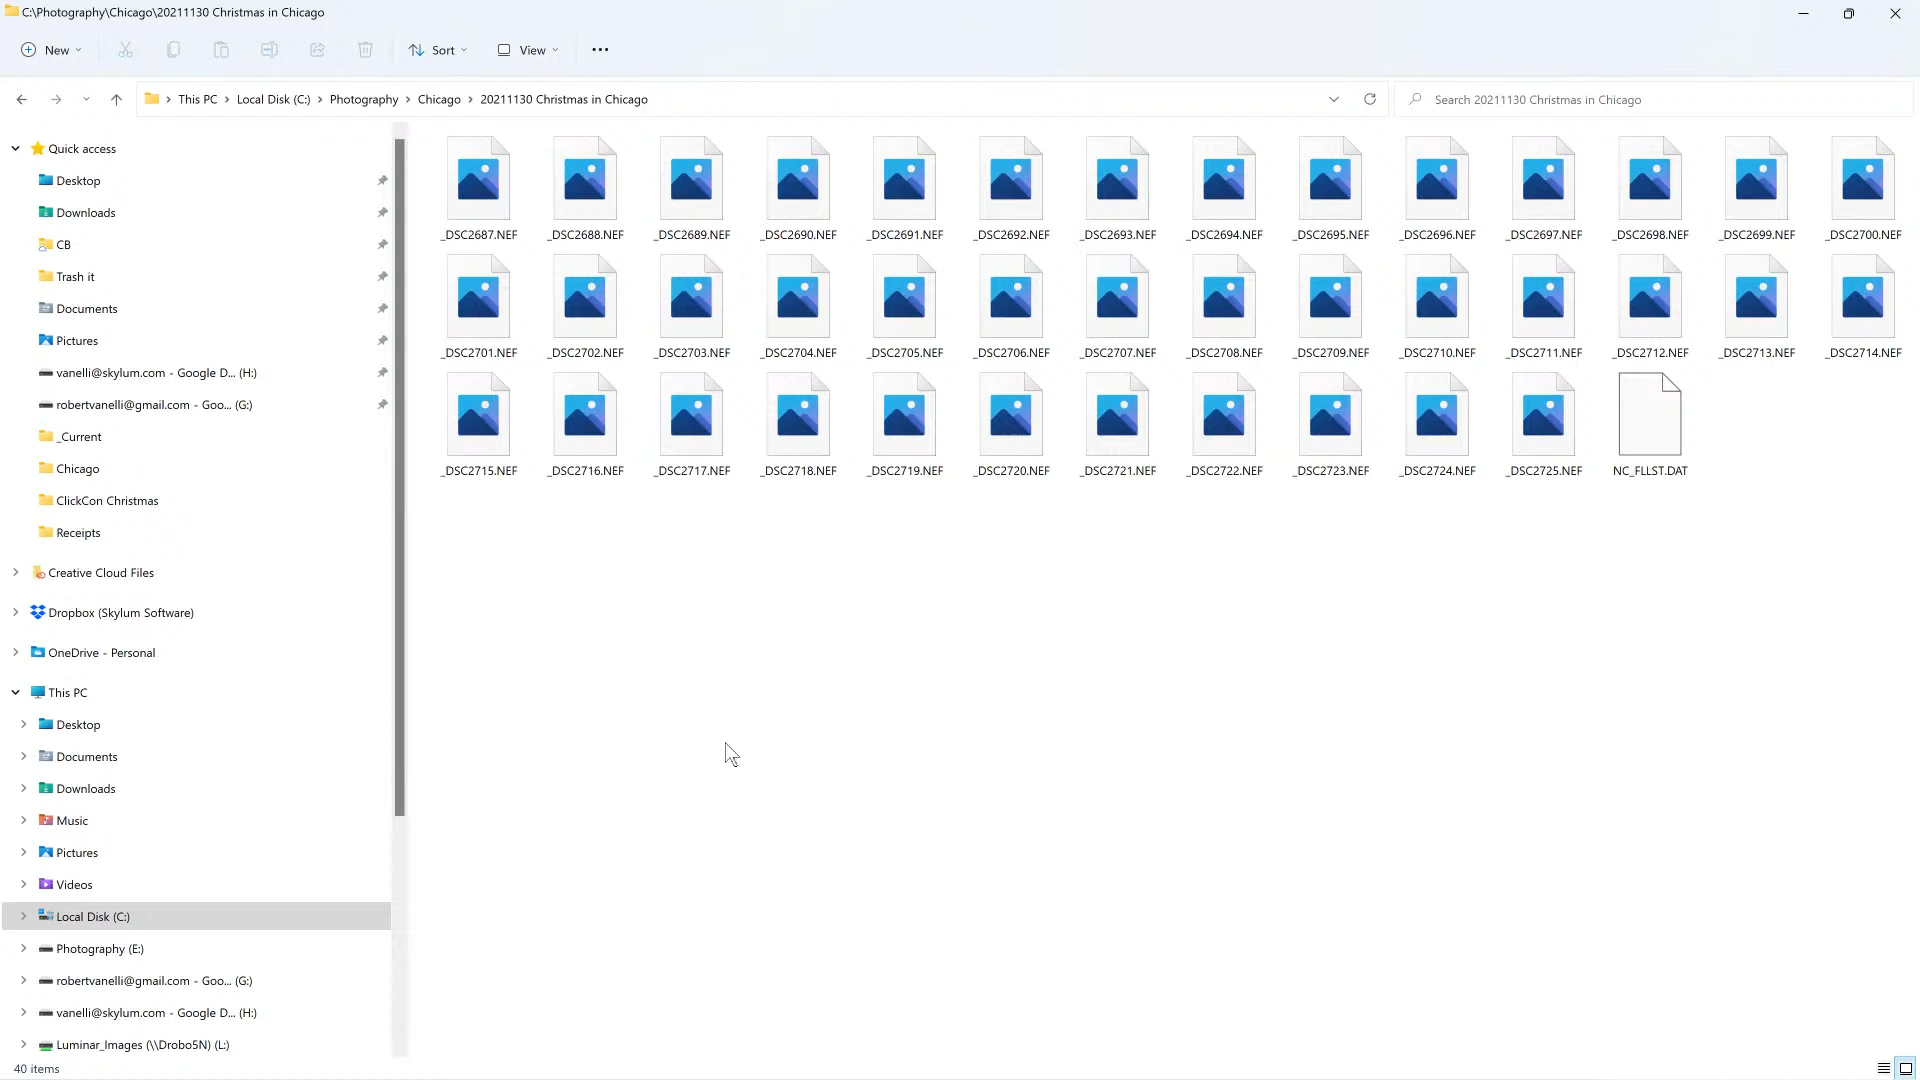 C:\Photography\Chicago\20211130 Christmas in Chicago
New Sort View
This PC Local Disk (C:) Photography Chicago 20211130 Christmas in Chicago Search 20211130 Christmas in Chicago
Quick access
Desktop
Downloads
CB
Trash it
Documents
Pictures
vanelli@skylum.com - Google D... (H:)
robertvanelli@gmail.com - Goo... (G:)
_Current
Chicago
ClickCon Christmas
Receipts
Creative Cloud Files
Dropbox (Skylum Software)
OneDrive - Personal
This PC
Desktop
Documents
Downloads
Music
Pictures
Videos
Local Disk (C:)
Photography (E:)
robertvanelli@gmail.com - Goo... (G:)
vanelli@skylum.com - Google D... (H:)
Luminar_Images (\\Drobo5N) (L:)
_DSC2687.NEF _DSC2688.NEF _DSC2689.NEF _DSC2690.NEF _DSC2691.NEF _DSC2692.NEF _DSC2693.NEF _DSC2694.NEF _DSC2695.NEF _DSC2696.NEF _DSC2697.NEF _DSC2698.NEF _DSC2699.NEF _DSC2700.NEF
_DSC2701.NEF _DSC2702.NEF _DSC2703.NEF _DSC2704.NEF _DSC2705.NEF _DSC2706.NEF _DSC2707.NEF _DSC2708.NEF _DSC2709.NEF _DSC2710.NEF _DSC2711.NEF _DSC2712.NEF _DSC2713.NEF _DSC2714.NEF
_DSC2715.NEF _DSC2716.NEF _DSC2717.NEF _DSC2718.NEF _DSC2719.NEF _DSC2720.NEF _DSC2721.NEF _DSC2722.NEF _DSC2723.NEF _DSC2724.NEF _DSC2725.NEF NC_FLLST.DAT
40 items